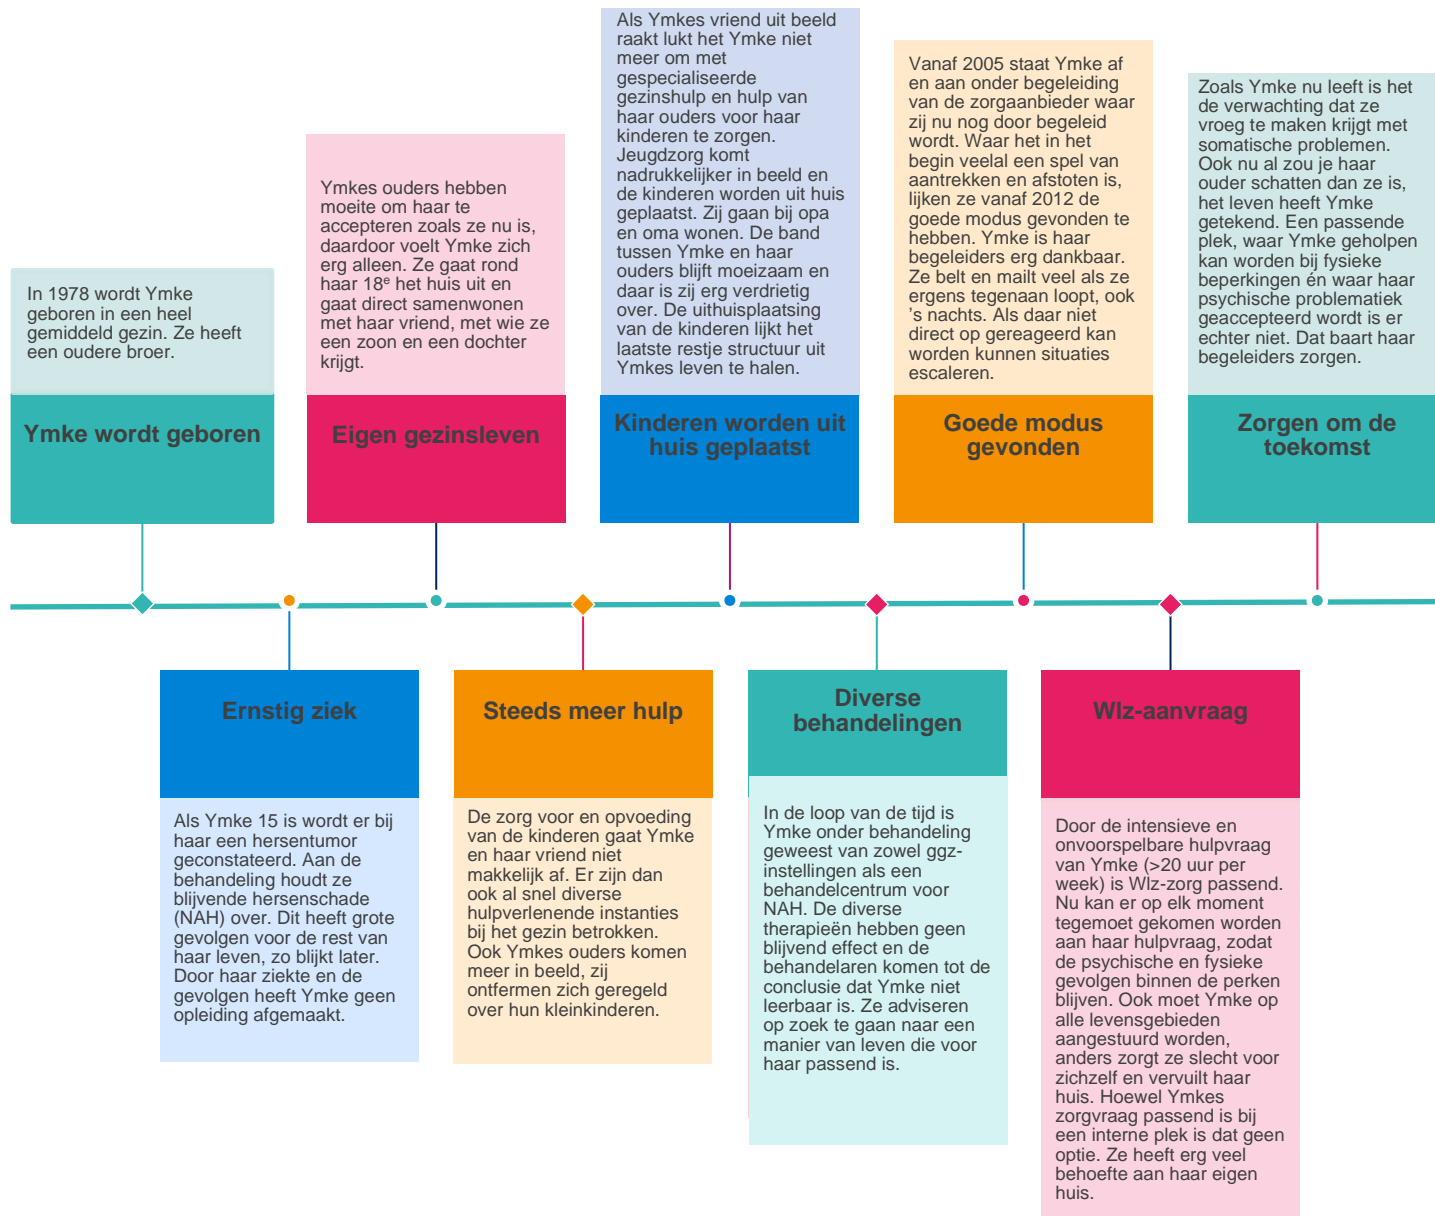 In 1978 wordt Ymke
geboren in een heel
gemiddeld gezin. Ze heeft
een oudere broer.
Ymke wordt geboren
Als Ymke 15 is wordt er bij
haar een hersentumor
geconstateerd. Aan de
behandeling houdt ze
blijvende hersenschade
(NAH) over. Dit heeft grote
gevolgen voor de rest van
haar leven, zo blijkt later.
Door haar ziekte en de
gevolgen heeft Ymke geen
opleiding afgemaakt.
Ernstig ziek
Ymkes ouders hebben
moeite om haar te
accepteren zoals ze nu is,
daardoor voelt Ymke zich
erg alleen. Ze gaat rond
haar 18e het huis uit en
gaat direct samenwonen
met haar vriend, met wie ze
een zoon en een dochter
krijgt.
Eigen gezinsleven
Steeds meer hulp
De zorg voor en opvoeding
van de kinderen gaat Ymke
en haar vriend niet
makkelijk af. Er zijn dan
ook al snel diverse
hulpverlenende instanties
bij het gezin betrokken.
Ook Ymkes ouders komen
meer in beeld, zij
ontfermen zich geregeld
over hun kleinkinderen.
Als Ymkes vriend uit beeld
raakt lukt het Ymke niet
meer om met
gespecialiseerde
gezinshulp en hulp van
haar ouders voor haar
kinderen te zorgen.
Jeugdzorg komt
nadrukkelijker in beeld en
de kinderen worden uit huis
geplaatst. Zij gaan bij opa
en oma wonen. De band
tussen Ymke en haar
ouders blijft moeizaam en
daar is zij erg verdrietig
over. De uithuisplaatsing
van de kinderen lijkt het
laatste restje structuur uit
Ymkes leven te halen.
Kinderen worden uit
huis geplaatst
Diverse
behandelingen
In de loop van de tijd is
Ymke onder behandeling
geweest van zowel ggz-
instellingen als een
behandelcentrum voor
NAH. De diverse
therapieën hebben geen
blijvend effect en de
behandelaren komen tot de
conclusie dat Ymke niet
leerbaar is. Ze adviseren
op zoek te gaan naar een
manier van leven die voor
haar passend is.
Vanaf 2005 staat Ymke af
en aan onder begeleiding
van de zorgaanbieder waar
zij nu nog door begeleid
wordt. Waar het in het
begin veelal een spel van
aantrekken en afstoten is,
lijken ze vanaf 2012 de
goede modus gevonden te
hebben. Ymke is haar
begeleiders erg dankbaar.
Ze belt en mailt veel als ze
ergens tegenaan loopt, ook
’s nachts. Als daar niet
direct op gereageerd kan
worden kunnen situaties
escaleren.
Goede modus
gevonden
Wlz-aanvraag
Door de intensieve en
onvoorspelbare hulpvraag
van Ymke (>20 uur per
week) is Wlz-zorg passend.
Nu kan er op elk moment
tegemoet gekomen worden
aan haar hulpvraag, zodat
de psychische en fysieke
gevolgen binnen de perken
blijven. Ook moet Ymke op
alle levensgebieden
aangestuurd worden,
anders zorgt ze slecht voor
zichzelf en vervuilt haar
huis. Hoewel Ymkes
zorgvraag passend is bij
een interne plek is dat geen
optie. Ze heeft erg veel
behoefte aan haar eigen
huis.
Zoals Ymke nu leeft is het
de verwachting dat ze
vroeg te maken krijgt met
somatische problemen.
Ook nu al zou je haar
ouder schatten dan ze is,
het leven heeft Ymke
getekend. Een passende
plek, waar Ymke geholpen
kan worden bij fysieke
beperkingen én waar haar
psychische problematiek
geaccepteerd wordt is er
echter niet. Dat baart haar
begeleiders zorgen.
Zorgen om de
toekomst